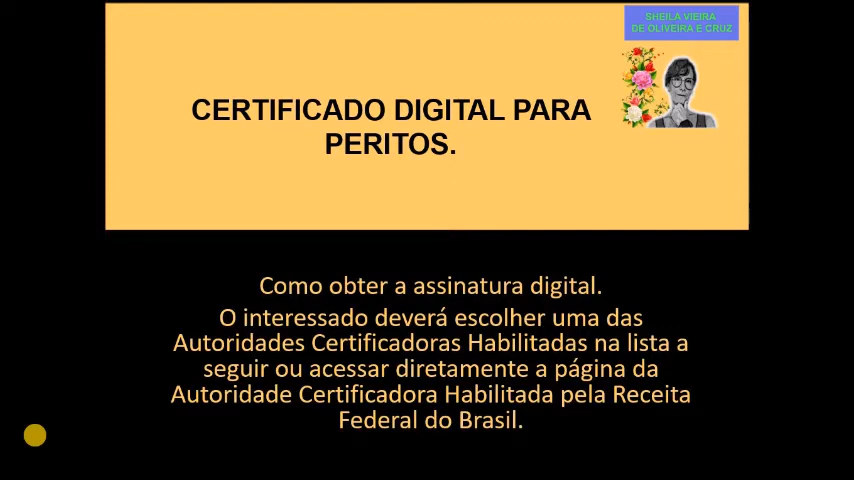 SHEILA VIEIRA
DE OLIVEIRA E CRUZ
CERTIFICADO DIGITAL PARA
PERITOS.
Como obter a assinatura digital.
O interessado deverá escolher uma das
Autoridades Certificadoras Habilitadas na lista a
seguir ou acessar diretamente a página da
Autoridade Certificadora Habilitada pela Receita
Federal do Brasil.